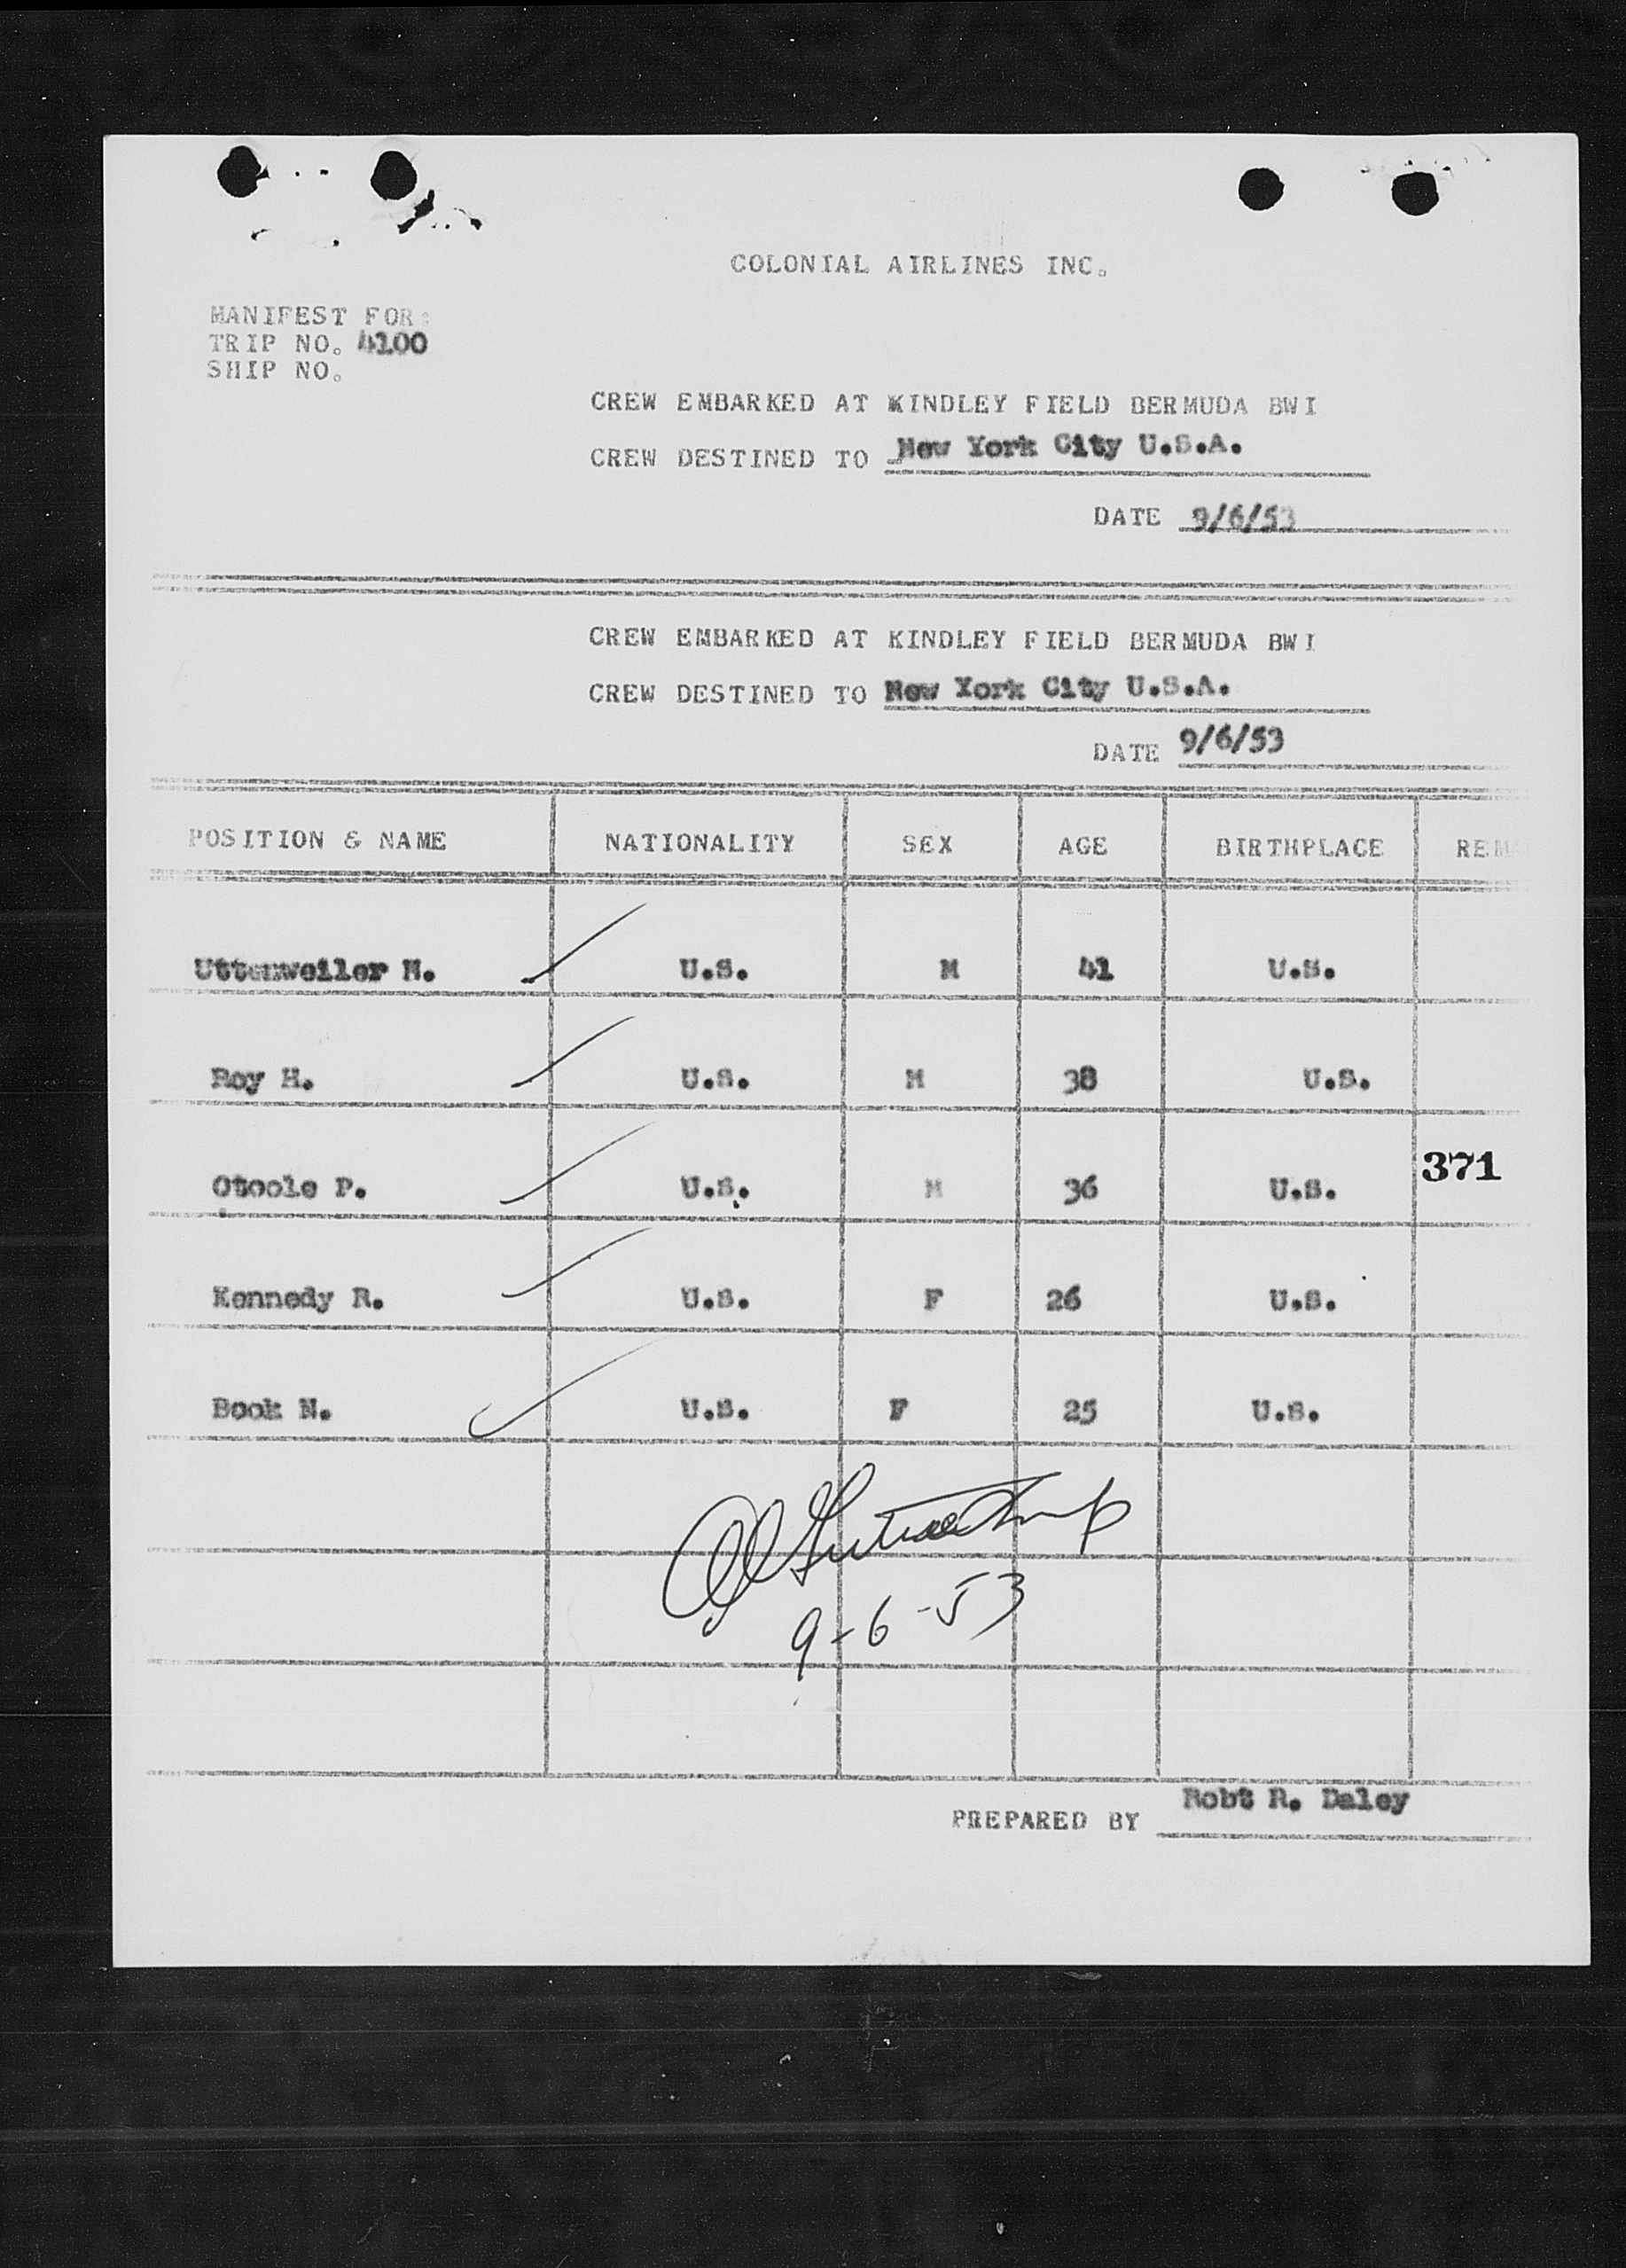 COLONIAL AIRLINES INC.
MANIFEST FOR:
TRIP NO. 4100
SHIP NO.
CREW EMBARKED AT KINDLEY FIELD BERMUDA BWI
CREW DESTINED TO New York City U.S.A.
DATE 9/6/53
CREW EMBARKED AT KINDLEY FIELD BERMUDA BWI
CREW DESTINED TO New York City U.S.A.
DATE 9/6/53
POSITION & NAME NATIONALITY SEX AGE BIRTHPLACE REMA
Uttenweiler N. U.S. M 41 U.S.
Roy H. U.S. M 38 U.S.
371
Otoole P. U.S. M 36 U.S.
Kennedy R. U.S. F 26 U.S.
Book N. U.S. F 25 U.S.
9-6-53
PREPARED BY Robt R. Daley